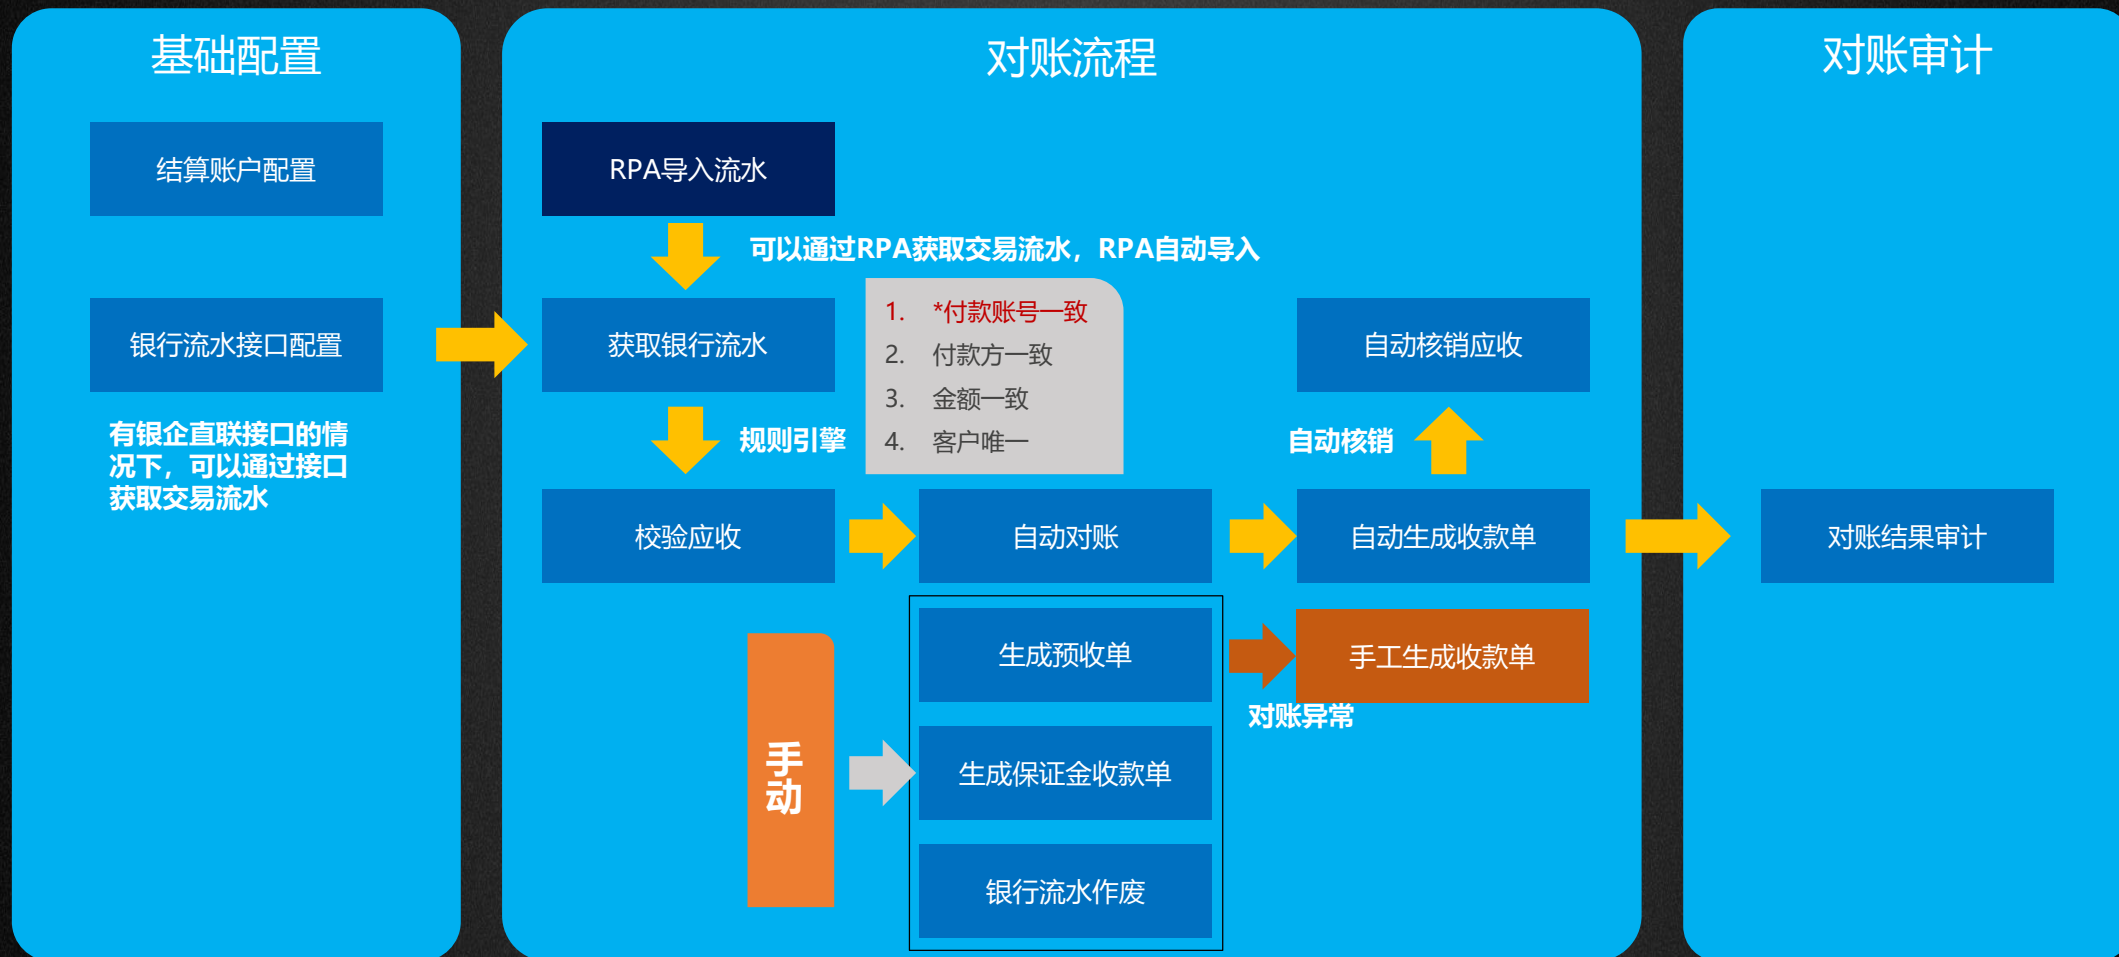 基础配置
结算账户配置
银行流水接口配置
有银企直联接口的情
况下，可以通过接口
获取交易流水
对账流程
RPA导入流水
可以通过RPA获取交易流水，RPA自动导入
获取银行流水
1. *付款账号一致
2. 付款方一致
3. 金额一致
4. 客户唯一
自动核销应收
规则引擎
自动核销
校验应收
自动对账
自动生成收款单
手动
生成预收单
手工生成收款单
对账异常
生成保证金收款单
银行流水作废
对账审计
对账结果审计